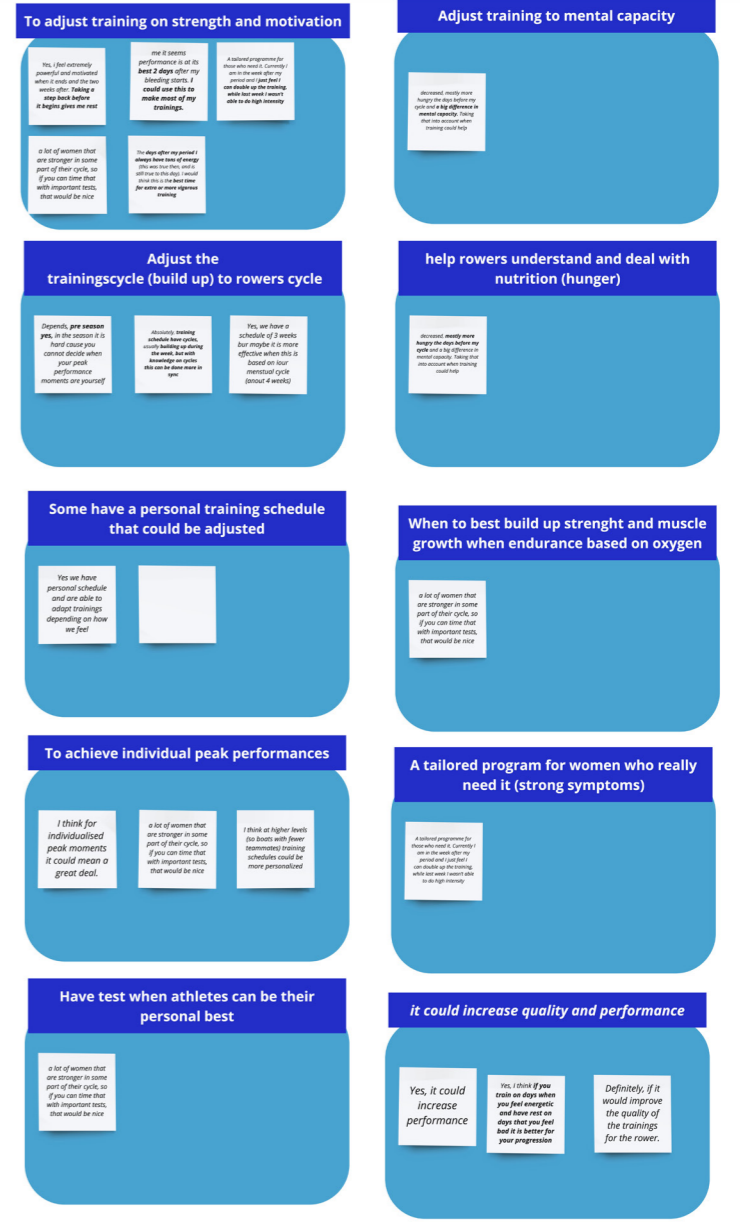 To adjust training on strength and motivation
Yes, i feel extremely
powerful and motivated
when it ends and the two
weeks after. Taking a
step back before
it begins gives me rest
me it seems
performance is at its
best 2 days after my
bleeding starts. I
could use this to
make most of my
trainings.
A tailored programme for
those who need it. Currently I
am in the week after my
period and I just feel I
can double up the training,
while last week I wasn't
able to do high intensity
a lot of women that
are stronger in some
part of their cycle, so
if you can time that
with important tests,
that would be nice
The days after my period I
always have tons of energy
(this was true then, and is
still true to this day). I would
think this is the best time
for extra or more vigorous
training
Adjust training to mental capacity
decreased, mostly more
hungry the days before my
cycle and a big difference in
mental capacity. Taking
that into account when
training could help
Adjust the
trainingscycle (build up) to rowers cycle
Depends, pre season
yes, in the season it is
hard cause you
cannot decide when
your peak
performance
moments are yourself
Absolutely, training
schedule have cycles,
usually building up during
the week, but with
knowledge on cycles
this can be done more in
sync
Yes, we have a
schedule of 3 weeks
bur maybe it is more
effective when this is
based on iour
menstual cycle
(anout 4 weeks)
help rowers understand and deal with
nutrition (hunger)
decreased, mostly more
hungry the days before my
cycle and a big difference in
mental capacity. Taking that
into account when training
could help
Some have a personal training schedule
that could be adjusted
Yes we have
personal schedule
and are able to
adapt trainings
depending on how
we feel
When to best build up strenght and muscle
growth when endurance based on oxygen
a lot of women that
are stronger in some
part of their cycle, so
if you can time that
with important tests,
that would be nice
To achieve individual peak performances
I think for
individualised
peak moments
it could mean a
great deal.
a lot of women that
are stronger in some
part of their cycle, so
if you can time that
with important tests,
that would be nice
I think at higher levels
(so boats with fewer
teammates) training
schedules could be
more personalized
A tailored program for women who really
need it (strong symptoms)
A tailored programme for
those who need it. Currently I
am in the week after my
period and I just feel I
can double up the training,
while last week I wasn't able
to do high intensity
Have test when athletes can be their
personal best
a lot of women that
are stronger in some
part of their cycle, so
if you can time that
with important tests,
that would be nice
it could increase quality and performance
Yes, it could
increase
performance
Yes, i think if you
train on days when
you feel energetic
and have rest on
days that you feel
bad it is better for
your progression
Definitely, if it
would improve
the quality of
the trainings
for the rower.